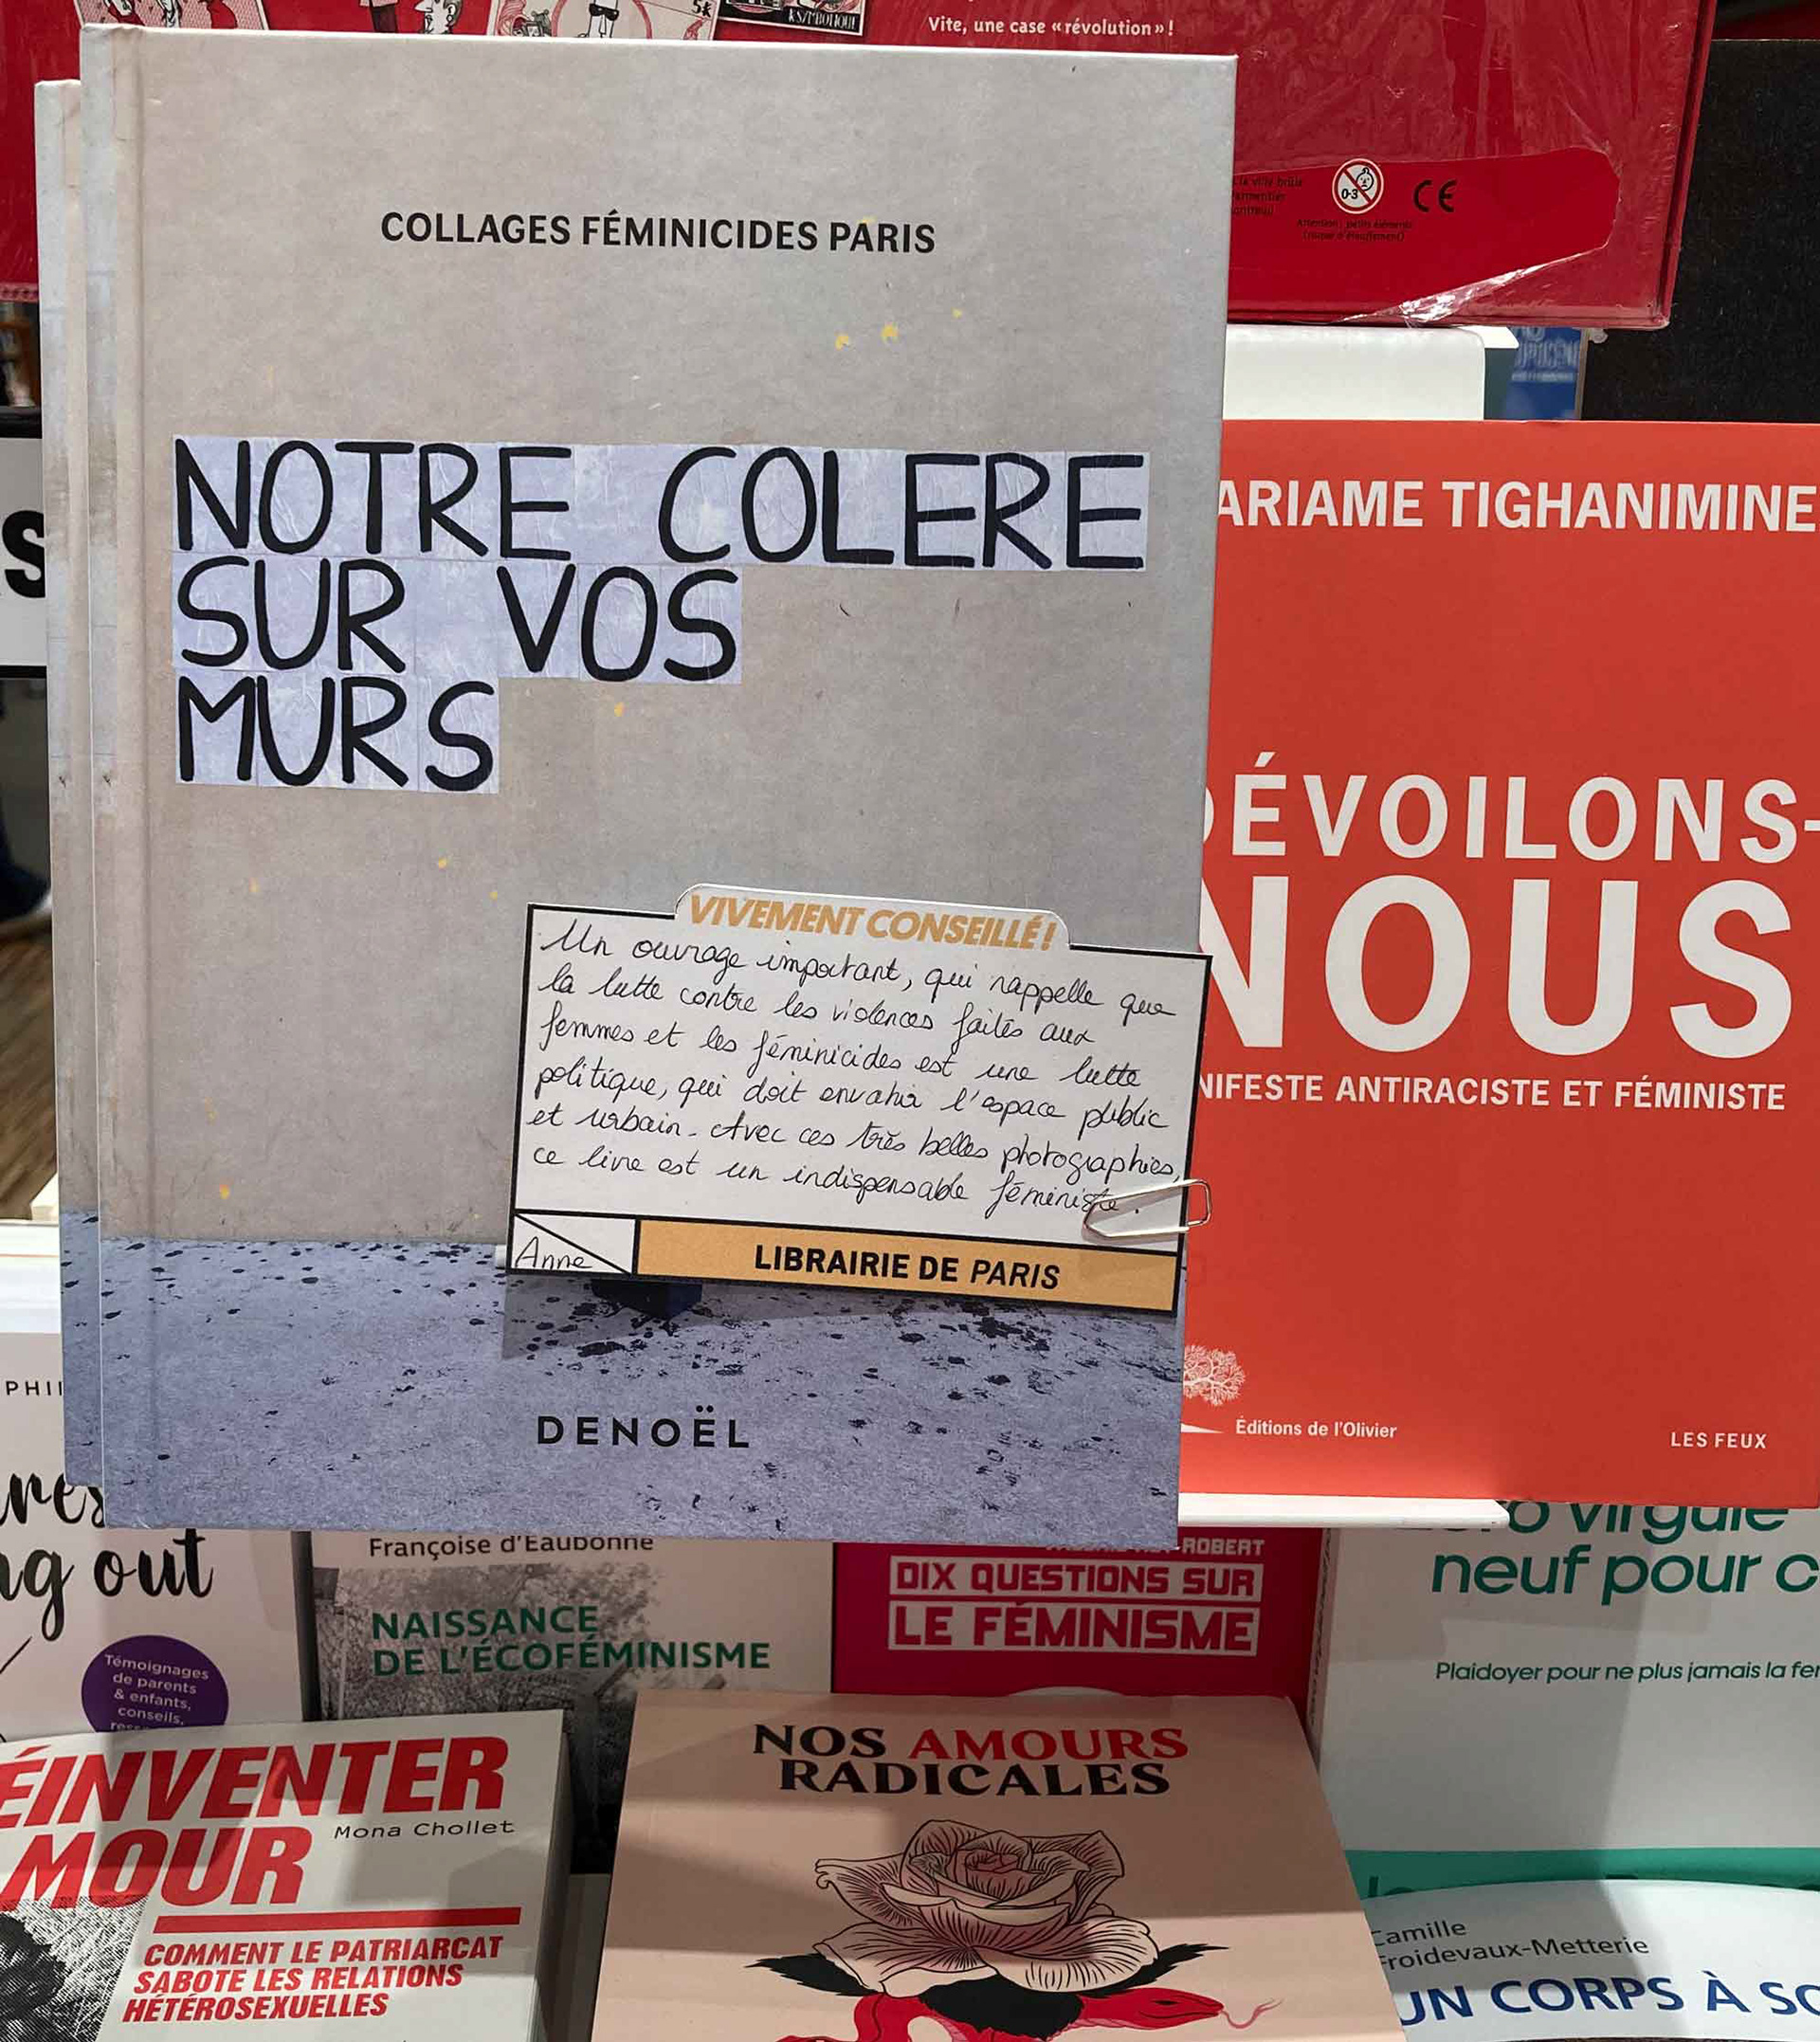 Vite, une case « révolution » !
0-3
CE
COLLAGES FÉMINICIDES PARIS
NOTRE COLERE
SUR VOS
MURS
VIVEMENT CONSEILLÉ !
Un ouvrage important, qui rappelle que
la lutte contre les violences faites aux
femmes et les féminicides est une lutte
politique, qui doit envahir l'espace public
et urbain. Avec ces très belles photographies,
ce livre est un indispensable féministe.
Anne
LIBRAIRIE DE PARIS
DENOËL
ARIAME TIGHANIMINE
ÉVOILONS-
NOUS
NIFESTE ANTIRACISTE ET FÉMINISTE
Éditions de l'Olivier
LES FEUX
S
PHI
res
ng out
Témoignages
de parents
& enfants,
conseils,
Françoise d'Eaubonne
NAISSANCE
DE L'ÉCOFÉMINISME
ROBERT
DIX QUESTIONS SUR
LE FÉMINISME
virgule
neuf pour c
Plaidoyer pour ne plus jamais la fer
ÉINVENTER
MOUR
Mona Chollet
COMMENT LE PATRIARCAT
SABOTE LES RELATIONS
HÉTÉROSEXUELLES
NOS AMOURS
RADICALES
Camille
Froidevaux-Metterie
UN CORPS À SO